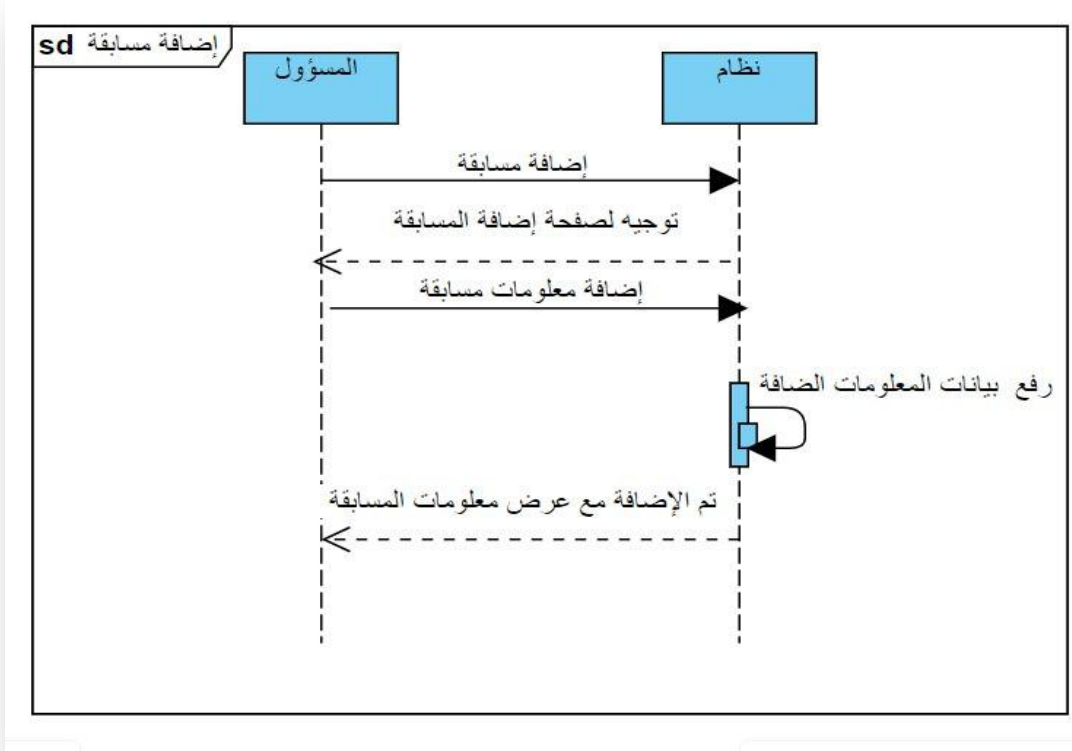 sd إضافة مسابقة
المسؤول
نظام
إضافة مسابقة
توجيه لصفحة إضافة المسابقة
إضافة معلومات مسابقة
رفع بيانات المعلومات الضافة
تم الإضافة مع عرض معلومات المسابقة